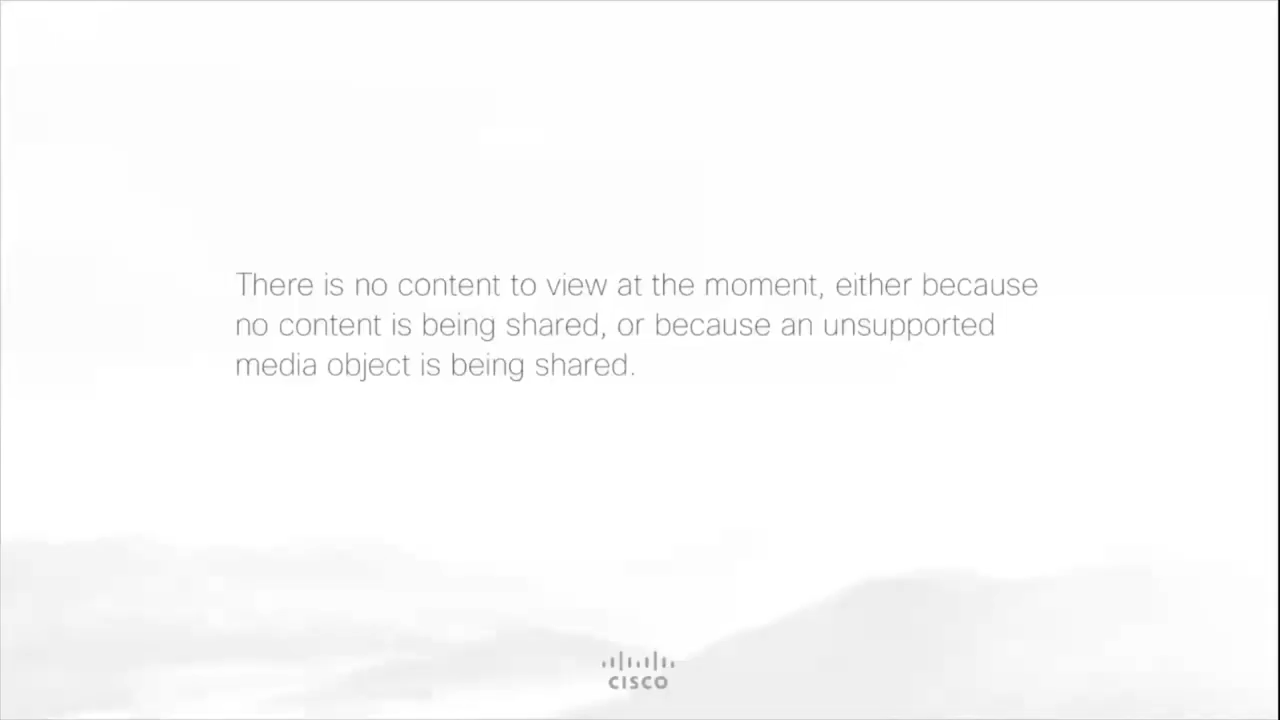 There is no content to view at the moment, either because
no content is being shared, or because an unsupported
media object is being shared.
CISCO